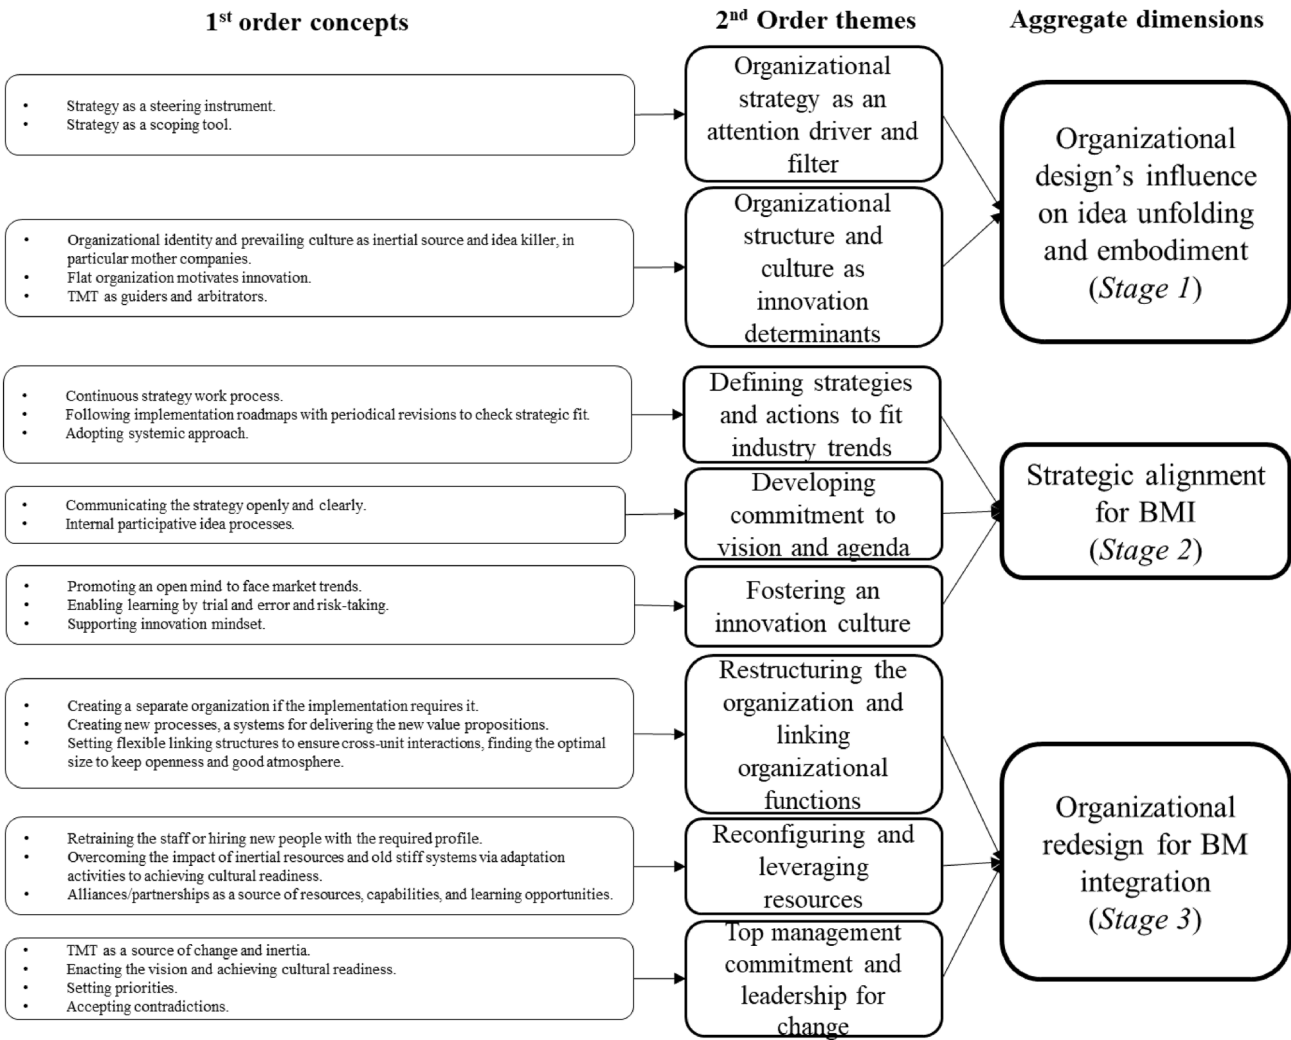 1st order concepts
2nd Order themes
Aggregate dimensions
• Strategy as a steering instrument.
• Strategy as a scoping tool.
Organizational
strategy as an
attention driver and
filter
• Organizational identity and prevailing culture as inertial source and idea killer, in
particular mother companies.
• Flat organization motivates innovation.
• TMT as guiders and arbitrators.
Organizational
structure and
culture as
innovation
determinants
Organizational
design’s influence
on idea unfolding
and embodiment
(Stage 1)
• Continuous strategy work process.
• Following implementation roadmaps with periodical revisions to check strategic fit.
• Adopting systemic approach.
Defining strategies
and actions to fit
industry trends
• Communicating the strategy openly and clearly.
• Internal participative idea processes.
Developing
commitment to
vision and agenda
• Promoting an open mind to face market trends.
• Enabling learning by trial and error and risk-taking.
• Supporting innovation mindset.
Fostering an
innovation culture
Strategic alignment
for BMI
(Stage 2)
• Creating a separate organization if the implementation requires it.
• Creating new processes, a systems for delivering the new value propositions.
• Setting flexible linking structures to ensure cross-unit interactions, finding the optimal
size to keep openness and good atmosphere.
Restructuring the
organization and
linking
organizational
functions
• Retraining the staff or hiring new people with the required profile.
• Overcoming the impact of inertial resources and old stiff systems via adaptation
activities to achieving cultural readiness.
• Alliances/partnerships as a source of resources, capabilities, and learning opportunities.
Reconfiguring and
leveraging
resources
• TMT as a source of change and inertia.
• Enacting the vision and achieving cultural readiness.
• Setting priorities.
• Accepting contradictions.
Top management
commitment and
leadership for
change
Organizational
redesign for BM
integration
(Stage 3)